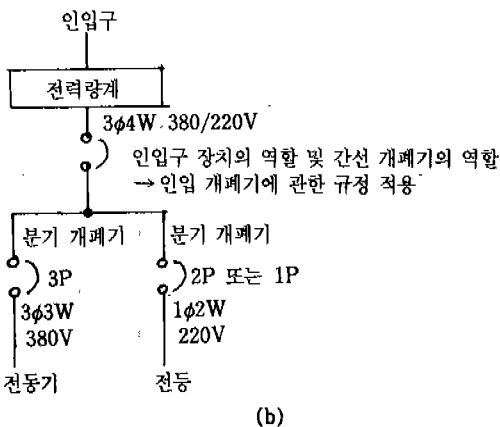 인입구
전력량계
3φ4W 380/220V
인입구 장치의 역할 및 간선 개폐기의 역할
→ 인입 개폐기에 관한 규정 적용
분기 개폐기
분기 개폐기
3P
2P 또는 1P
3φ3W
1φ2W
380V
220V
전동기
전등
(b)